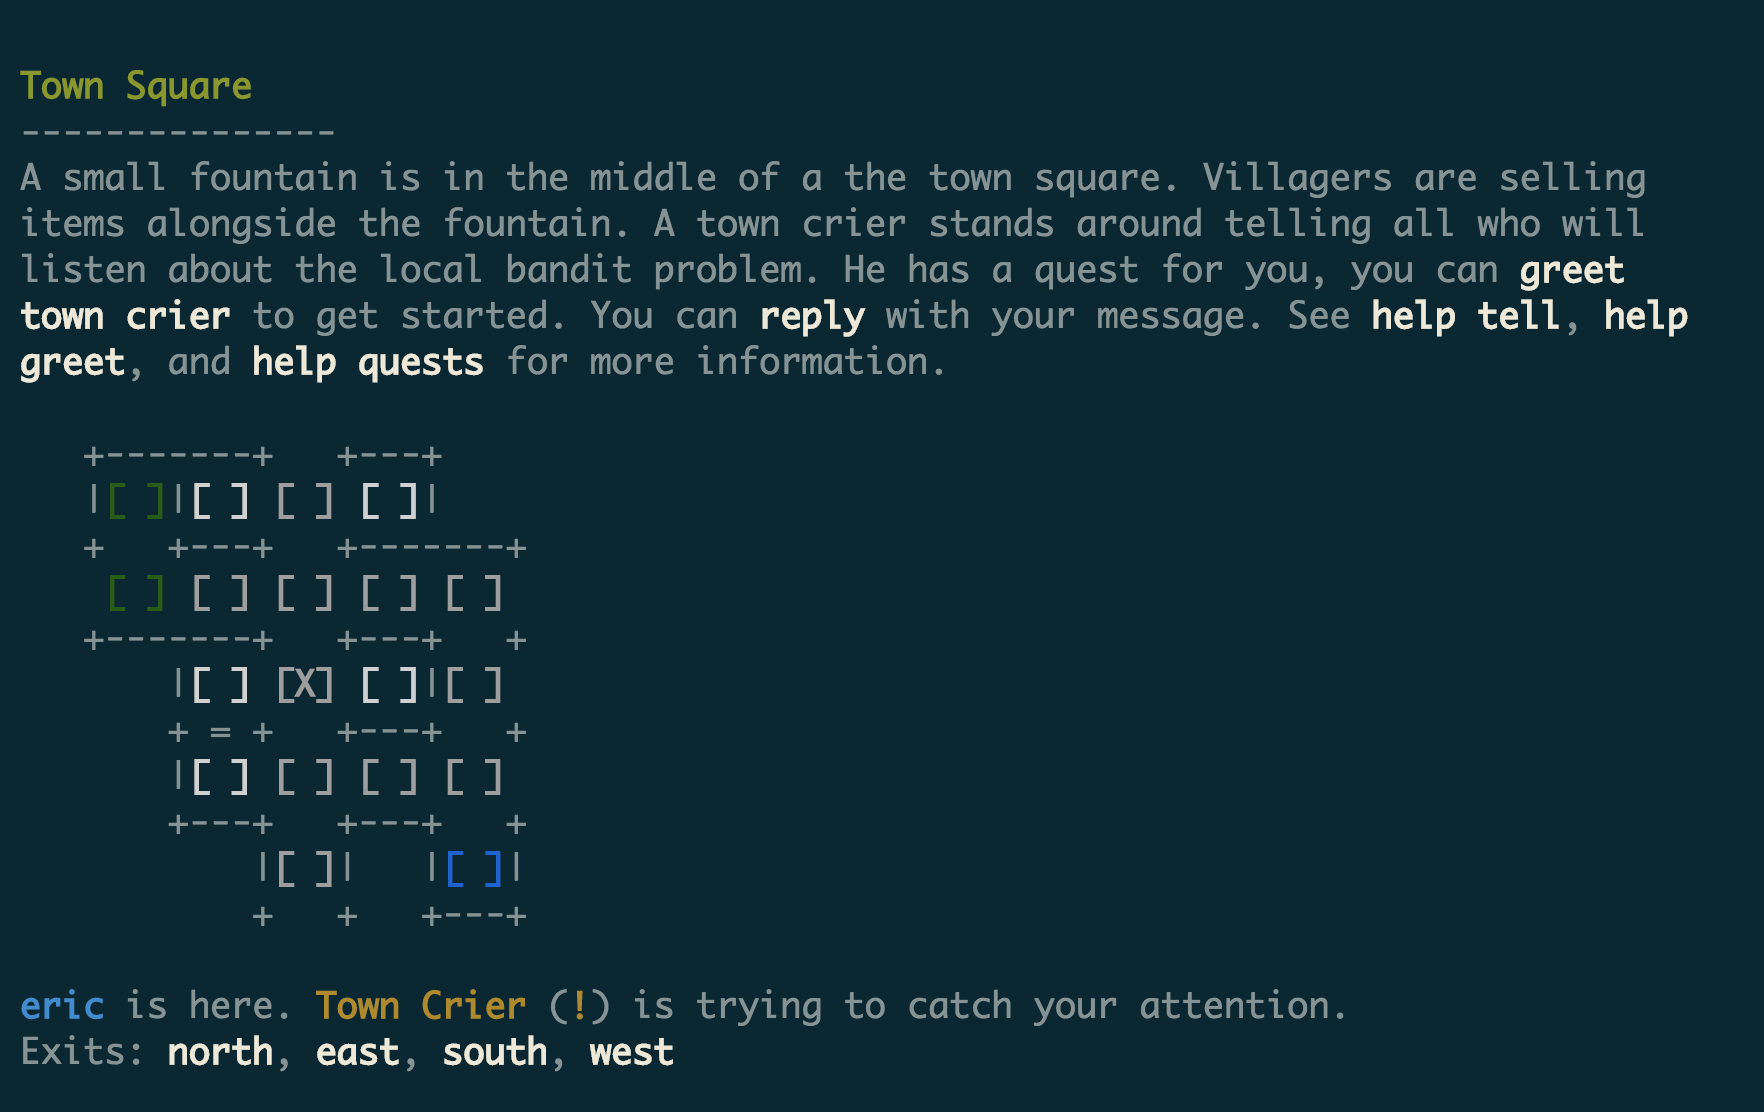 Town Square
---------------
A small fountain is in the middle of a the town square. Villagers are selling
items alongside the fountain. A town crier stands around telling all who will
listen about the local bandit problem. He has a quest for you, you can greet
town crier to get started. You can reply with your message. See help tell, help
greet, and help quests for more information.

   +-------+   +---+
   |[ ]|[ ] [ ] [ ]|
   +   +---+   +-------+
    [ ] [ ] [ ] [ ] [ ]
   +-------+   +---+   +
       |[ ] [X] [ ]|[ ]
       + = +   +---+   +
       |[ ] [ ] [ ] [ ]
       +---+   +---+   +
           |[ ]|   |[ ]|
           +   +   +---+

eric is here. Town Crier (!) is trying to catch your attention.
Exits: north, east, south, west